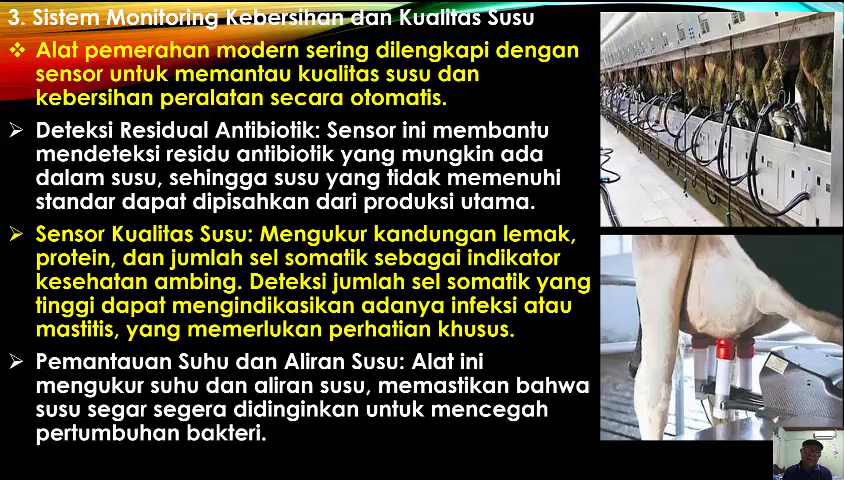 3. Sistem Monitoring Kebersihan dan Kualitas Susu
Alat pemerahan modern sering dilengkapi dengan
sensor untuk memantau kualitas susu dan
kebersihan peralatan secara otomatis.
Deteksi Residual Antibiotik: Sensor ini membantu
mendeteksi residu antibiotik yang mungkin ada
dalam susu, sehingga susu yang tidak memenuhi
standar dapat dipisahkan dari produksi utama.
Sensor Kualitas Susu: Mengukur kandungan lemak,
protein, dan jumlah sel somatik sebagai indikator
kesehatan ambing. Deteksi jumlah sel somatik yang
tinggi dapat mengindikasikan adanya infeksi atau
mastitis, yang memerlukan perhatian khusus.
Pemantauan Suhu dan Aliran Susu: Alat ini
mengukur suhu dan aliran susu, memastikan bahwa
susu segar segera didinginkan untuk mencegah
pertumbuhan bakteri.